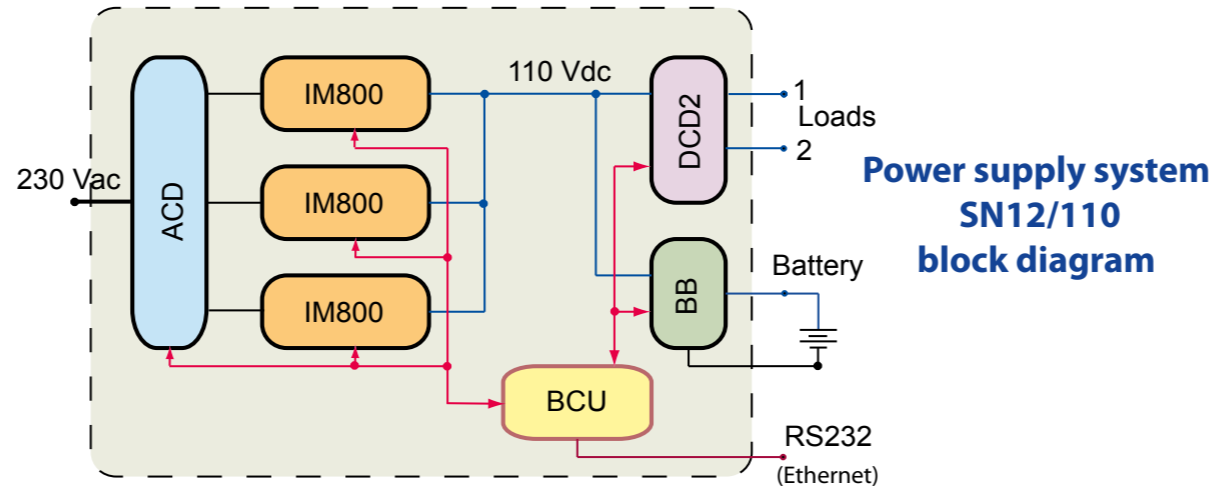 230 Vac
ACD
IM800
IM800
IM800
110 Vdc
DCD2
1
Loads
2
BB
Battery
BCU
RS232
(Ethernet)
Power supply system
SN12/110
block diagram